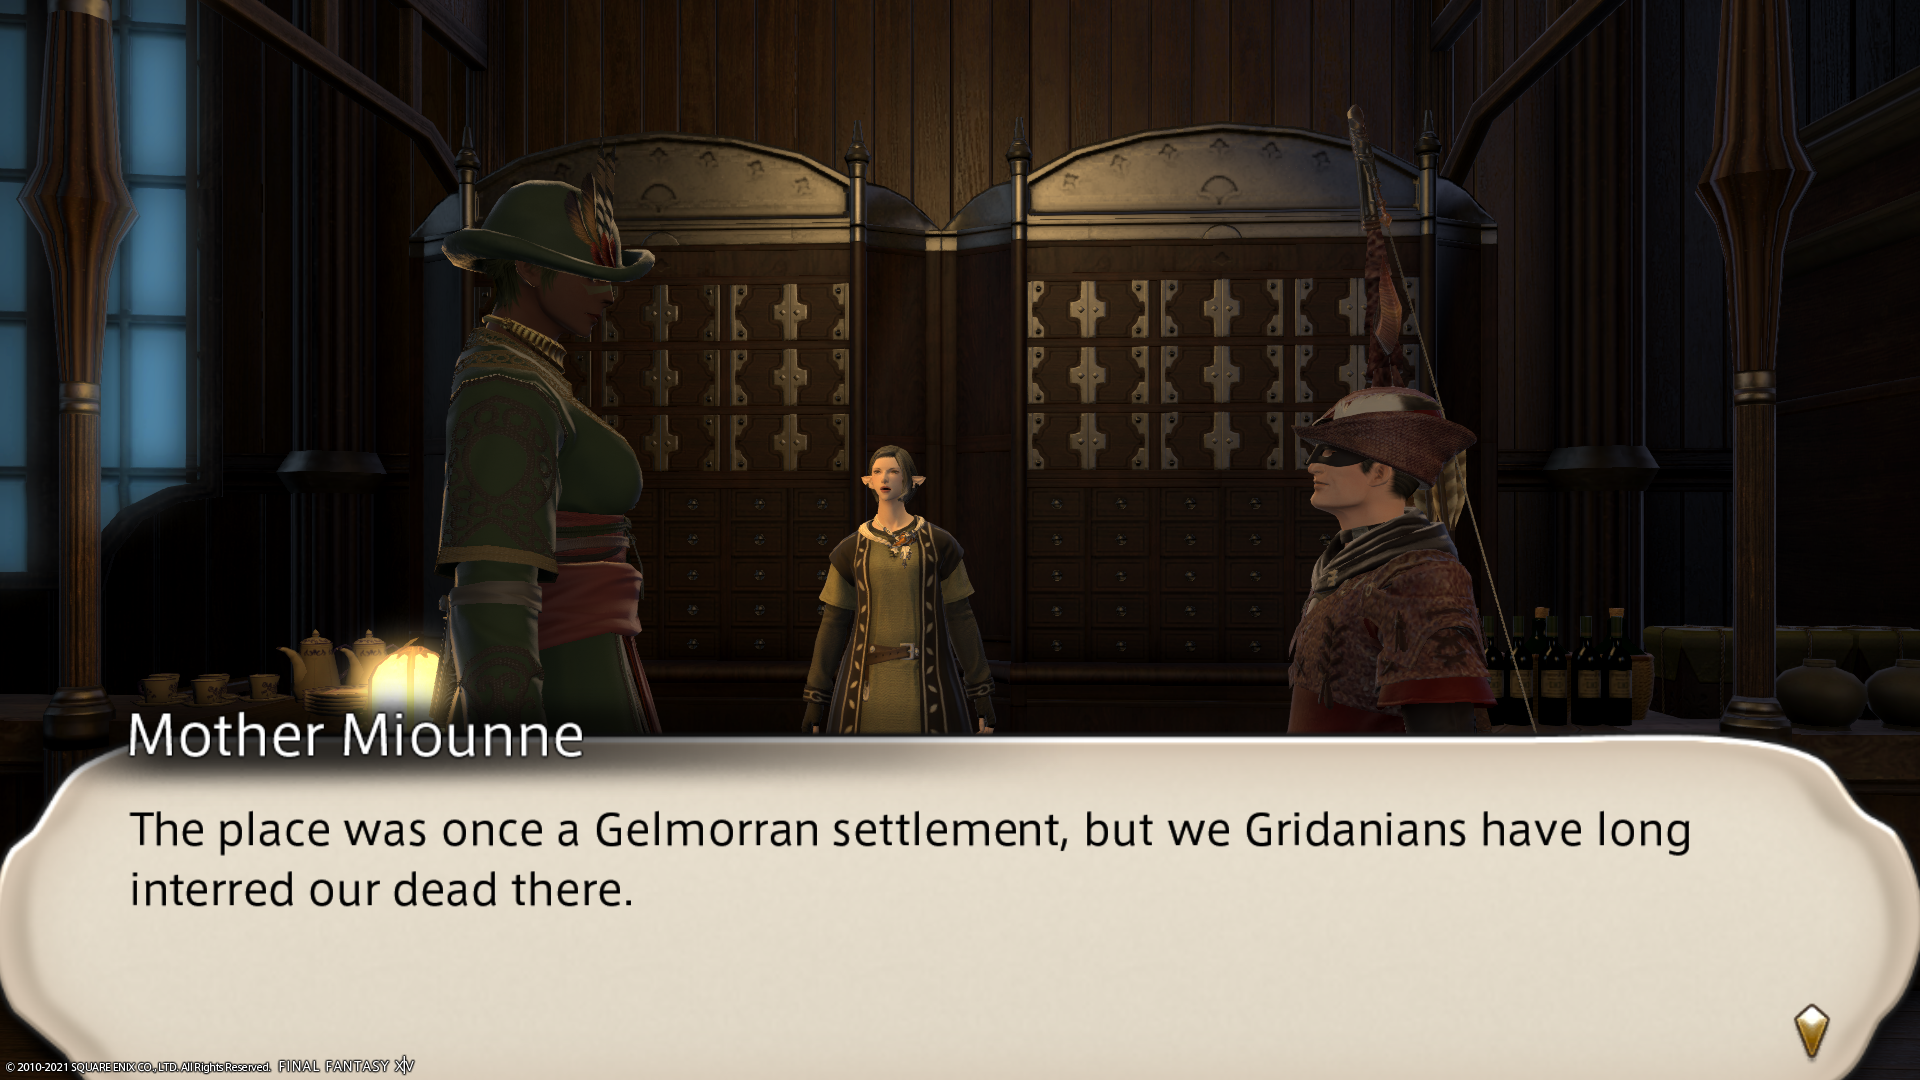 Mother Miounne
The place was once a Gelmorran settlement, but we Gridanians have long
interred our dead there.
© 2010-2021 SQUARE ENIX CO., LTD. All Rights Reserved. FINAL FANTASY XIV